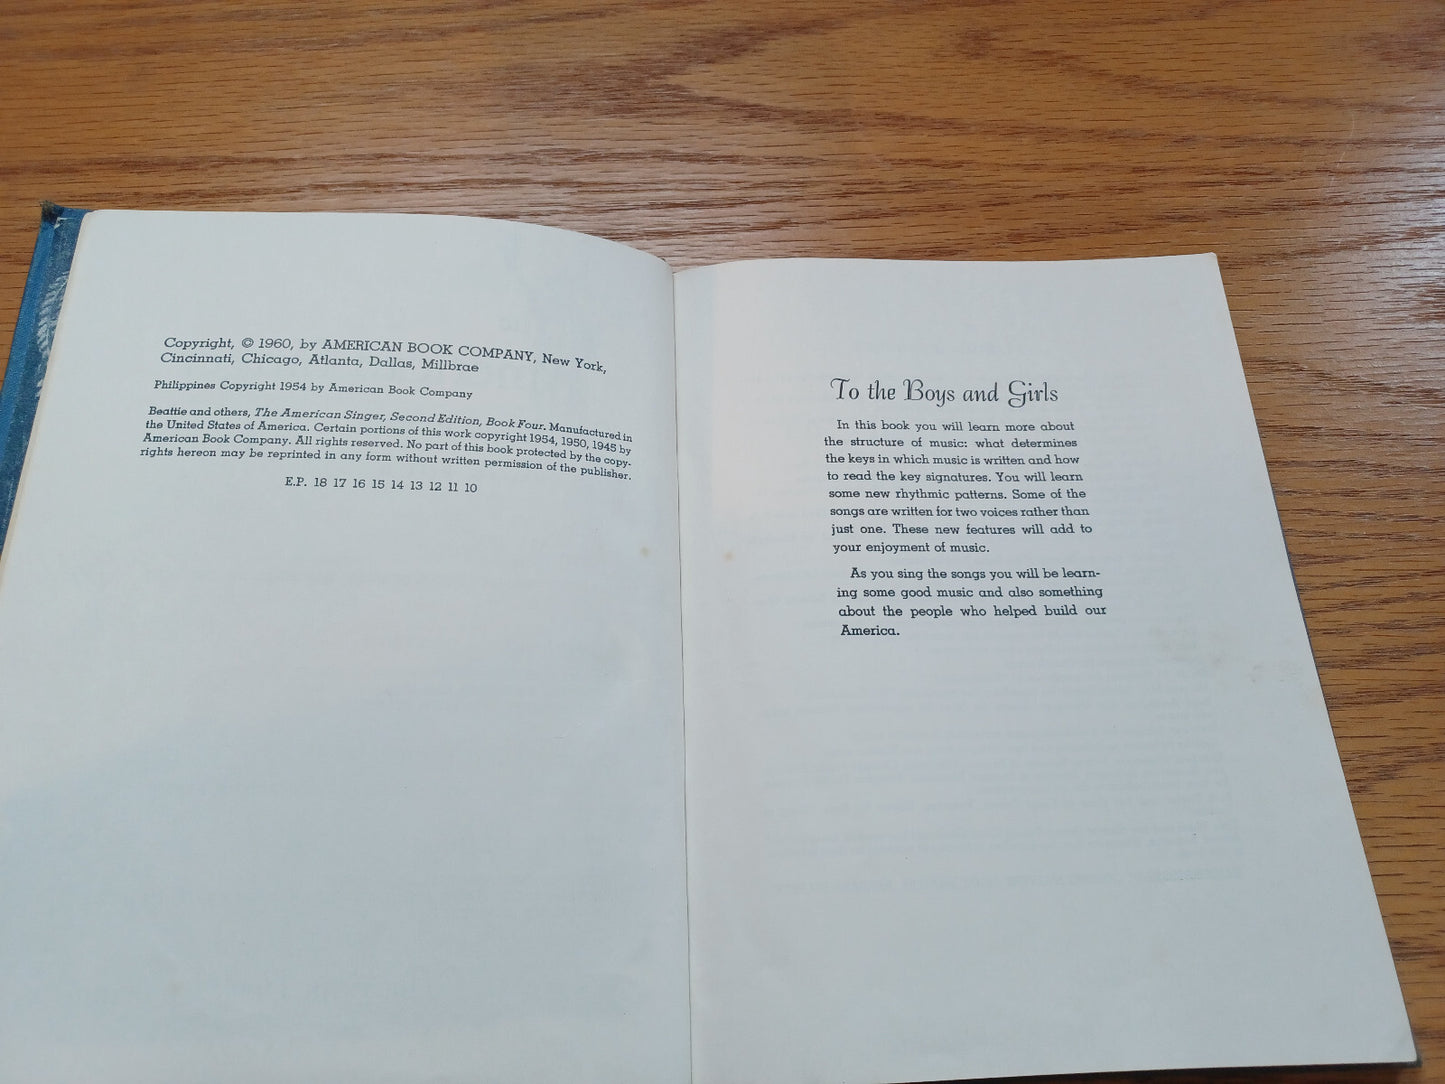 Copyright, © 1960, by AMERICAN BOOK COMPANY, New York,
Cincinnati, Chicago, Atlanta, Dallas, Millbrae
Philippines Copyright 1954 by American Book Company
Beattie and others, The American Singer, Second Edition, Book Four. Manufactured in
the United States of America. Certain portions of this work copyright 1954, 1950, 1945 by
American Book Company. All rights reserved. No part of this book protected by the copy-
rights hereon may be reprinted in any form without written permission of the publisher.
E.P. 18 17 16 15 14 13 12 11 10
To the Boys and Girls
In this book you will learn more about
the structure of music: what determines
the keys in which music is written and how
to read the key signatures. You will learn
some new rhythmic patterns. Some of the
songs are written for two voices rather than
just one. These new features will add to
your enjoyment of music.
As you sing the songs you will be learn-
ing some good music and also something
about the people who helped build our
America.